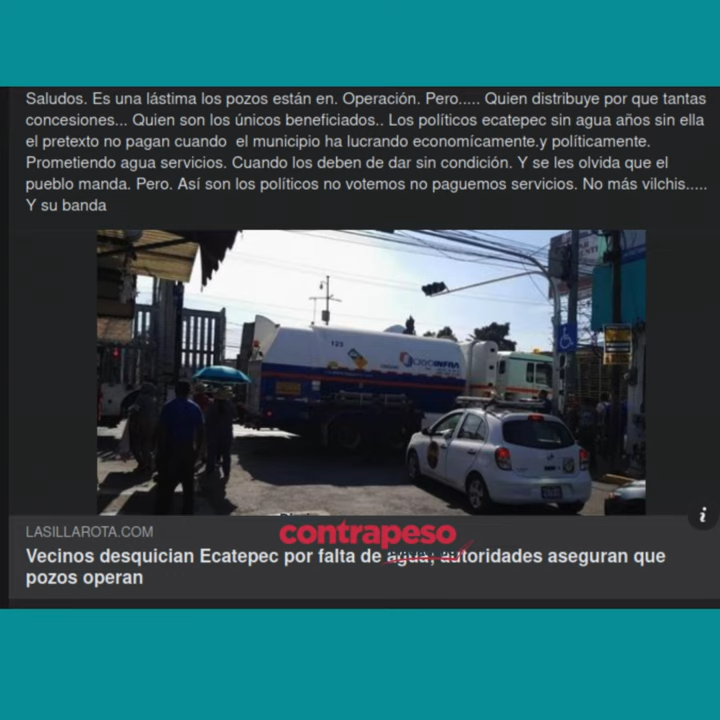 Saludos. Es una lástima los pozos están en. Operación. Pero..... Quien distribuye por que tantas
concesiones... Quien son los únicos beneficiados.. Los políticos ecatepec sin agua años sin ella
el pretexto no pagan cuando  el municipio ha lucrando economícamente.y políticamente.
Prometiendo agua servicios. Cuando los deben de dar sin condición. Y se les olvida que el
pueblo manda. Pero. Así son los políticos no votemos no paguemos servicios. No más vilchis.....
Y su banda
123
CRYOINFRA
LASILLAROTA.COM
contrapeso
Vecinos desquician Ecatepec por falta de agua; autoridades aseguran que
pozos operan